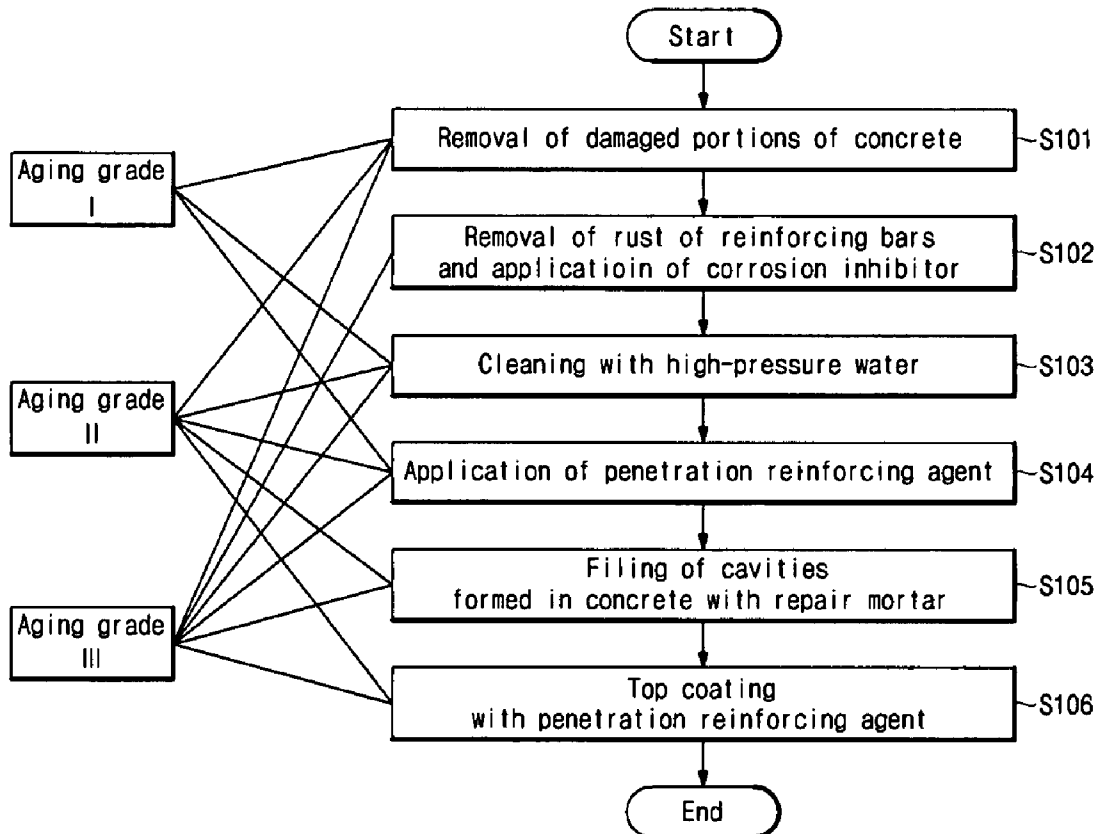 Start
Removal of damaged portions of concrete
S101
Aging grade
I
Removal of rust of reinforcing bars
and applicatioin of corrosion inhibitor
S102
Cleaning with high-pressure water
S103
Aging grade
II
Application of penetration reinforcing agent
S104
Filing of cavities
formed in concrete with repair mortar
S105
Aging grade
III
Top coating
with penetration reinforcing agent
S106
End